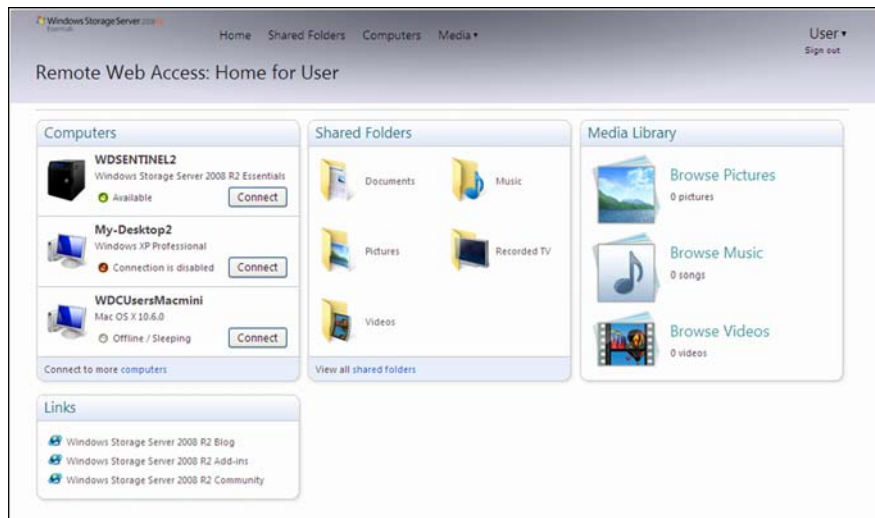 Windows Storage Server 2008 R2
Essentials
Home Shared Folders Computers Media
User
Sign out
Remote Web Access: Home for User
Computers
WDSENTINEL2
Windows Storage Server 2008 R2 Essentials
Available Connect
My-Desktop2
Windows XP Professional
Connection is disabled Connect
WDCUsersMacmini
Mac OS X 10.6.0
Offline / Sleeping Connect
Connect to more computers
Shared Folders
Documents Music
Pictures Recorded TV
Videos
View all shared folders
Media Library
Browse Pictures
0 pictures
Browse Music
0 songs
Browse Videos
0 videos
Links
Windows Storage Server 2008 R2 Blog
Windows Storage Server 2008 R2 Add-ins
Windows Storage Server 2008 R2 Community